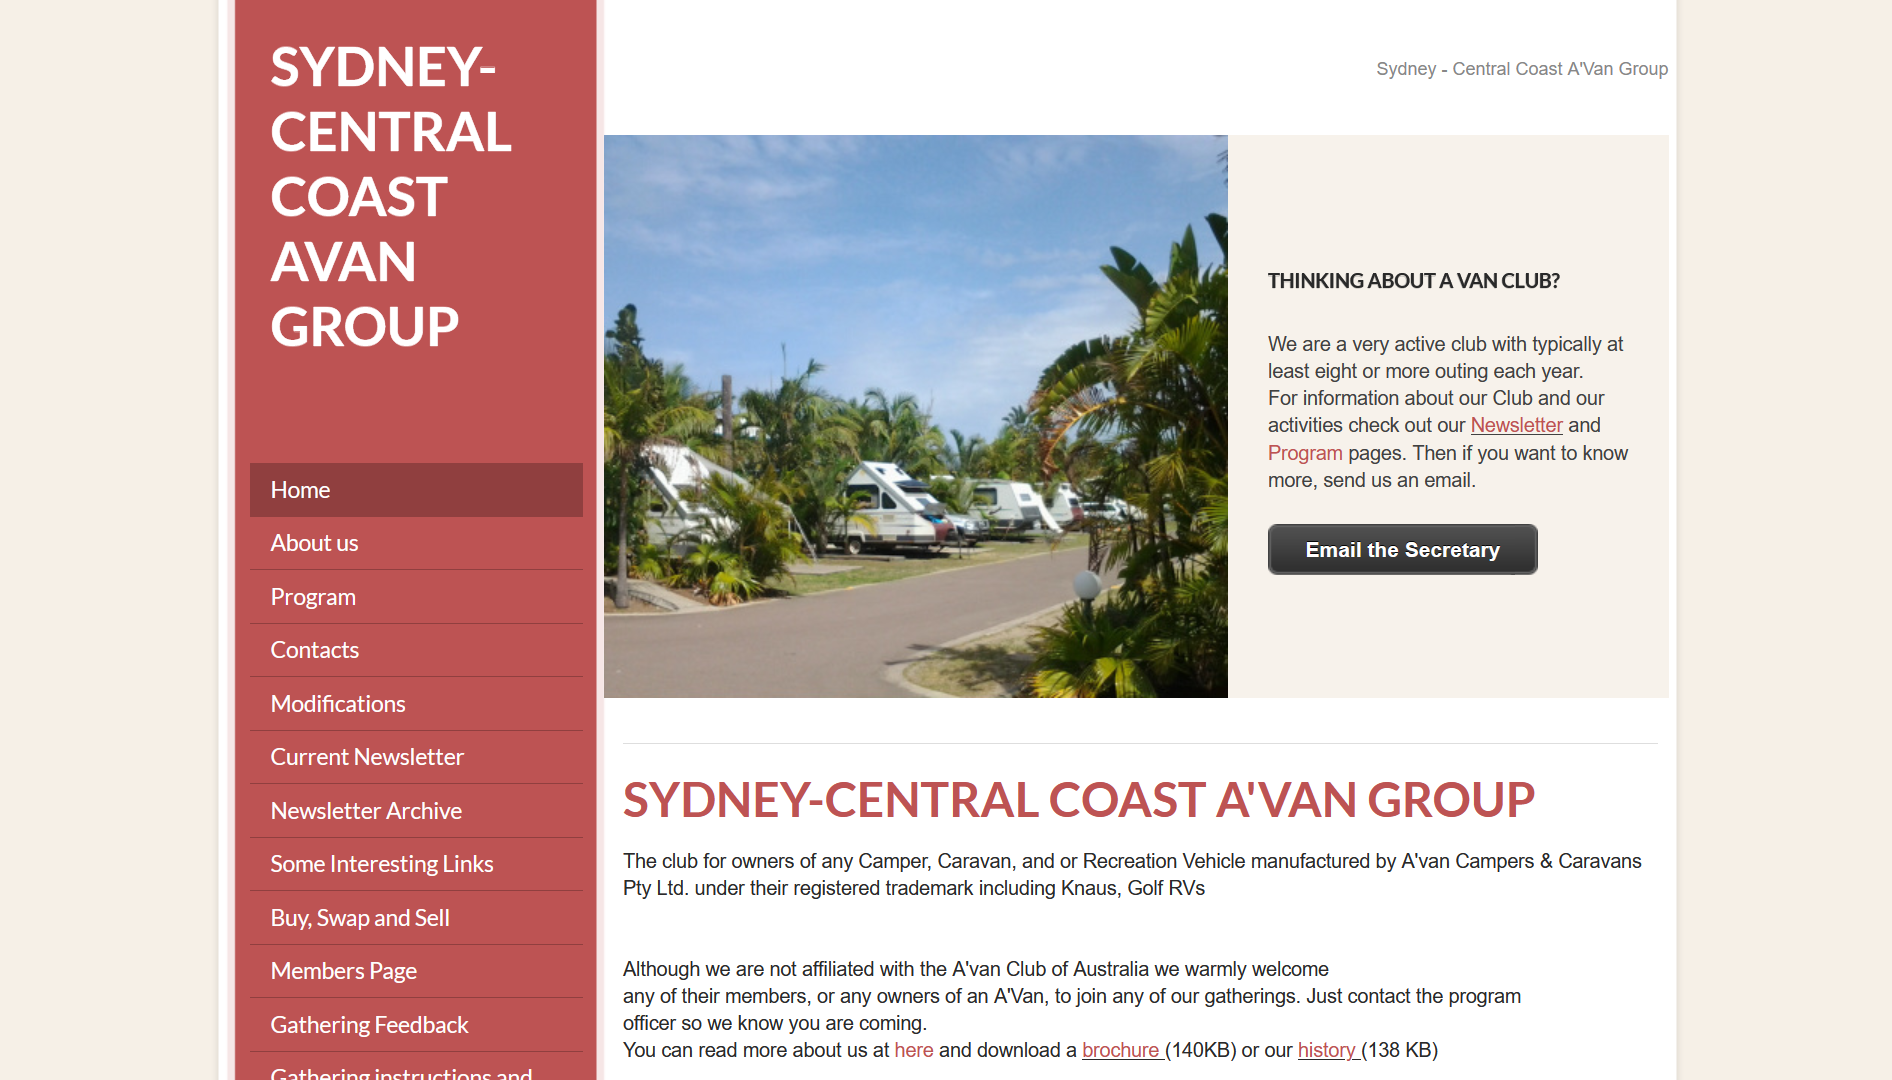 SYDNEY-
CENTRAL
COAST
AVAN
GROUP
Home
About us
Program
Contacts
Modifications
Current Newsletter
Newsletter Archive
Some Interesting Links
Buy, Swap and Sell
Members Page
Gathering Feedback
Gathering instructions and
Sydney - Central Coast A'Van Group
THINKING ABOUT A VAN CLUB?
We are a very active club with typically at
least eight or more outing each year.
For information about our Club and our
activities check out our Newsletter and
Program pages. Then if you want to know
more, send us an email.
Email the Secretary
SYDNEY-CENTRAL COAST A'VAN GROUP
The club for owners of any Camper, Caravan, and or Recreation Vehicle manufactured by A'van Campers & Caravans
Pty Ltd. under their registered trademark including Knaus, Golf RVs
Although we are not affiliated with the A'van Club of Australia we warmly welcome
any of their members, or any owners of an A'Van, to join any of our gatherings. Just contact the program
officer so we know you are coming.
You can read more about us at here and download a brochure (140KB) or our history (138 KB)